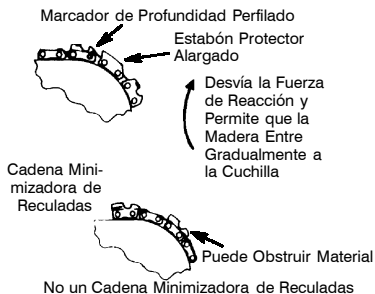 Marcador de Profundidad Perfilado
Estabón Protector
Alargado
Desvía la Fuerza
de Reacción y
Permite que la
Madera Entre
Gradualmente a
la Cuchilla
Cadena Mini-
mizadora de
Reculadas
Puede Obstruir Material
No un Cadena Minimizadora de Reculadas